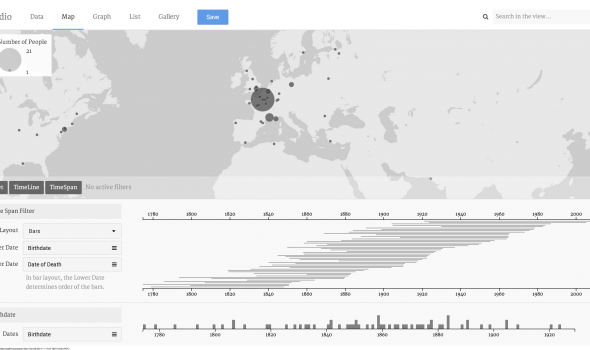 dio Data Map Graph List Gallery Save Search in the view...
Number of People
21
1
et TimeLine TimeSpan No active filters
e Span Filter
Layout Bars
er Date Birthdate
er Date Date of Death
In bar layout, the Lower Date
determines order of the bars.
1780 1800 1820 1840 1860 1880 1900 1920 1940 1960 1980 2000
1780 1800 1820 1840 1860 1880 1900 1920 1940 1960 1980 2000
hdate
Dates Birthdate
1780 1800 1820 1840 1860 1880 1900 1920